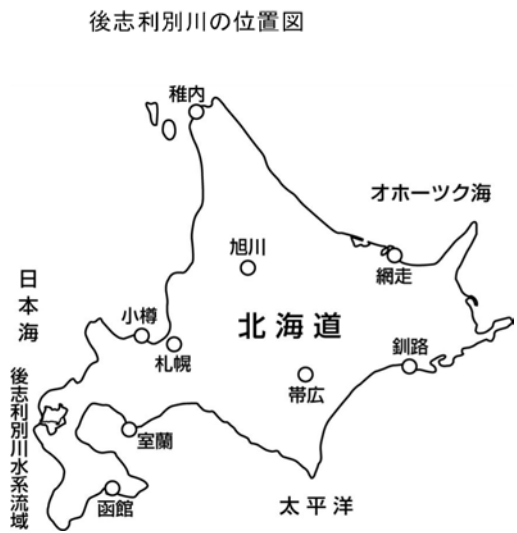 後志利別川の位置図
稚内
オホーツク海
旭川
網走
日本海
小樽
北海道
札幌
釧路
帯広
後志利別川水系流域
室蘭
函館
太平洋